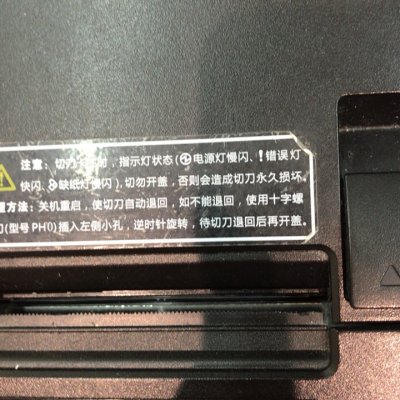 注意：切刀卡刀时，指示灯状态(电源灯慢闪、!错误灯
快闪、缺纸灯慢闪)，切勿开盖，否则会造成切刀永久损坏。
理方法：关机重启，使切刀自动退回，如不能退回，使用十字螺
刀(型号 PH0)插入左侧小孔，逆时针旋转，待切刀退回后再开盖。